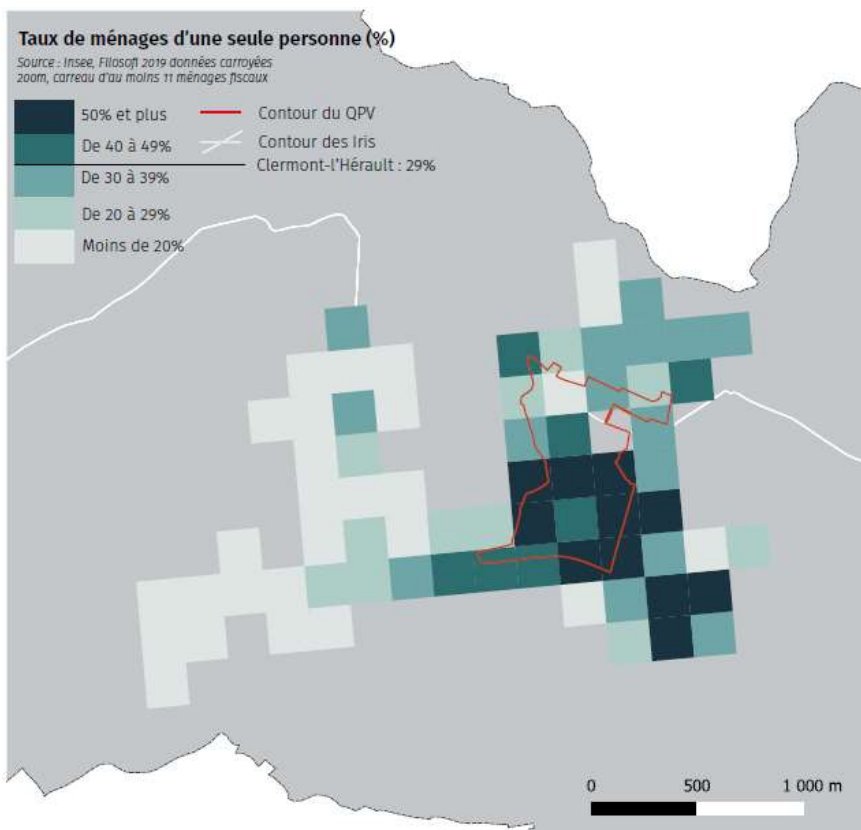 Taux de ménages d'une seule personne (%)
Source : Insee, Filosofi 2019 données carroyées
200m, carreau d'au moins 11 ménages fiscaux
50% et plus
Contour du QPV
De 40 à 49%
Contour des Iris
Clermont-l'Hérault : 29%
De 30 à 39%
De 20 à 29%
Moins de 20%
0 500 1 000 m